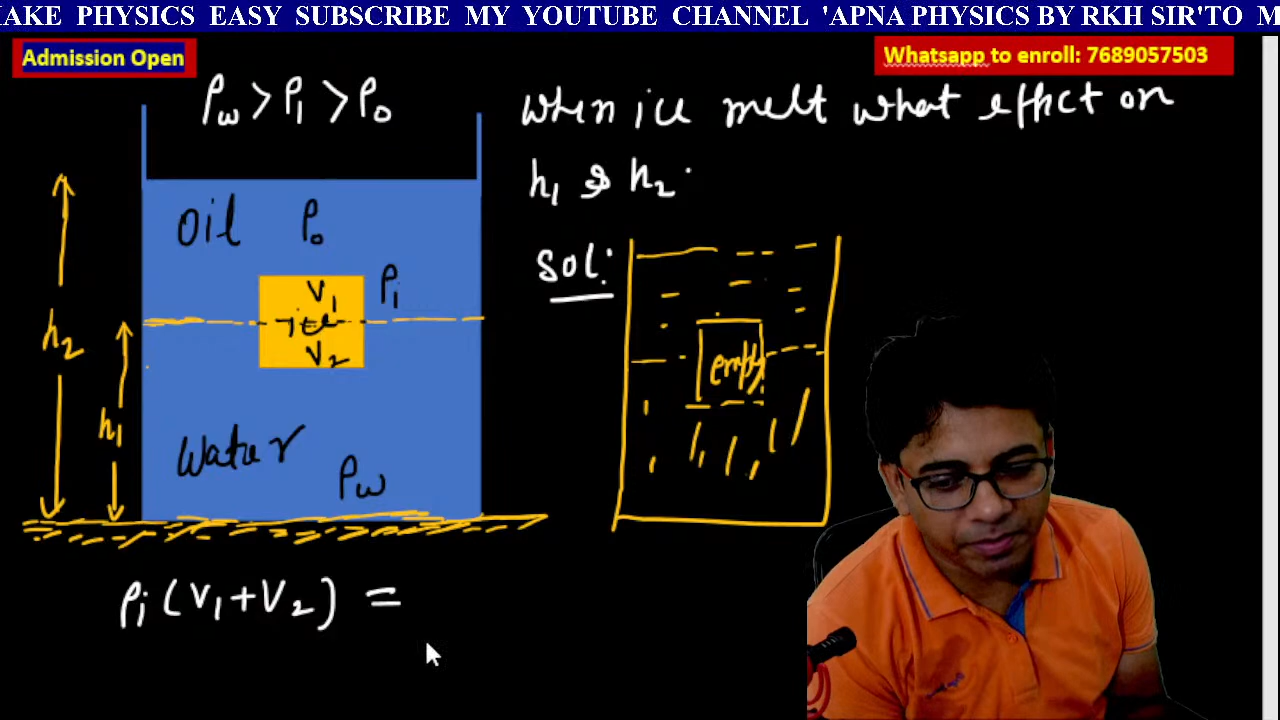 MAKE PHYSICS EASY SUBSCRIBE MY YOUTUBE CHANNEL 'APNA PHYSICS BY RKH SIR'TO M
Admission Open
Whatsapp to enroll: 7689057503
ρw > ρi > ρo
when ice melt what effect on
h1 & h2.
Oil ρo
Sol:
V1 ρi
ice
V2
empty
h2
h1
Water ρw
ρi (V1+V2) =